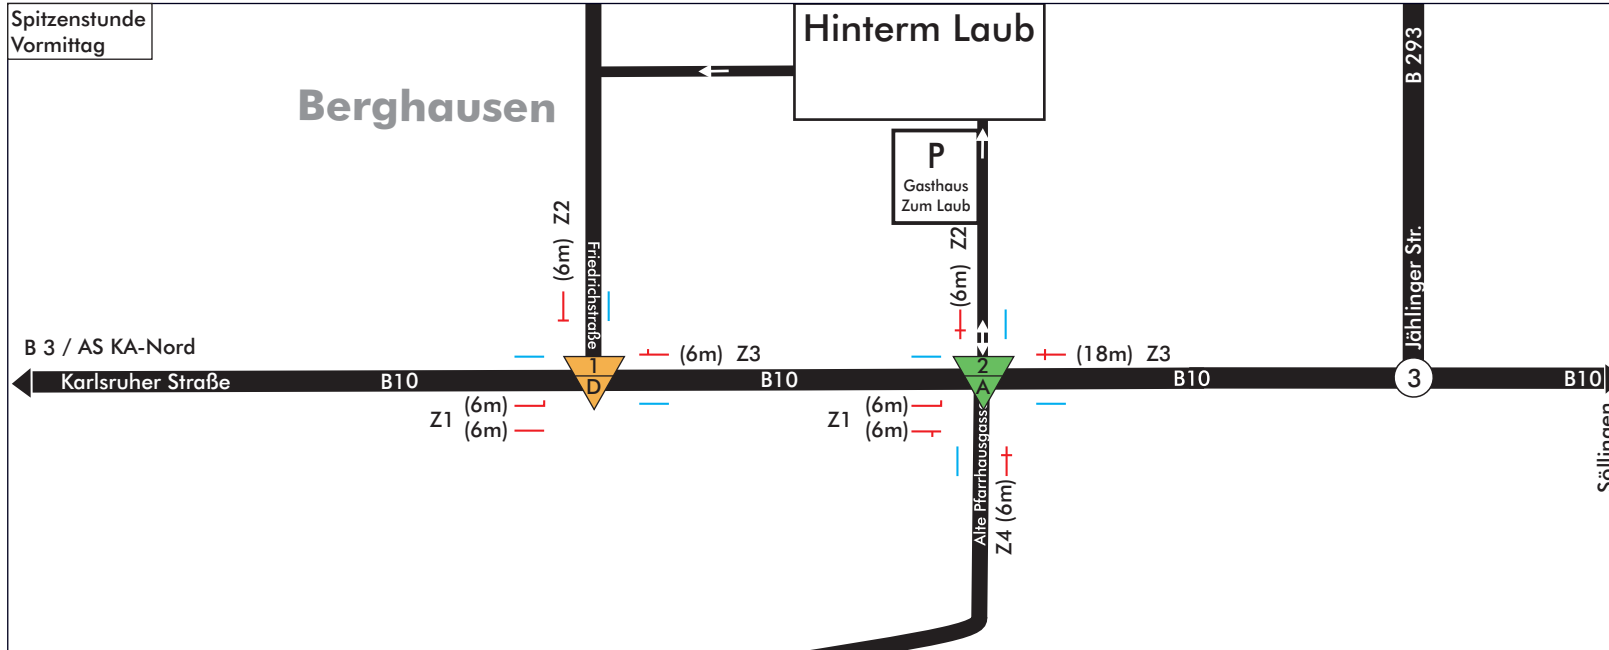 Spitzenstunde
Vormittag
Hinterm Laub
B 293
Berghausen
P
Gasthaus
Zum Laub
(6m) Z2
Friedrichstraße
(6m) Z2
Jöhlinger Str.
B 3 / AS KA-Nord
1
D
(6m) Z3
2
A
(18m) Z3
Karlsruher Straße
B10
B10
B10
3
B10
Z1
(6m)
(6m)
Z1
(6m)
(6m)
Alte Pfarrhausgass
Z4 (6m)
Söllingen